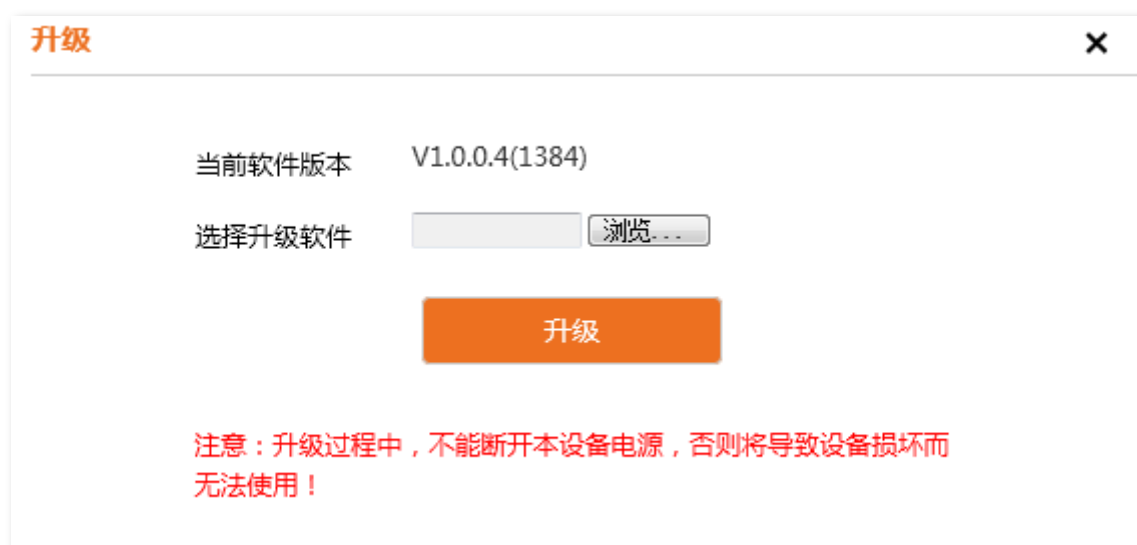 升级
×
当前软件版本 V1.0.0.4(1384)
选择升级软件 浏览...
升级
注意：升级过程中，不能断开本设备电源，否则将导致设备损坏而
无法使用！